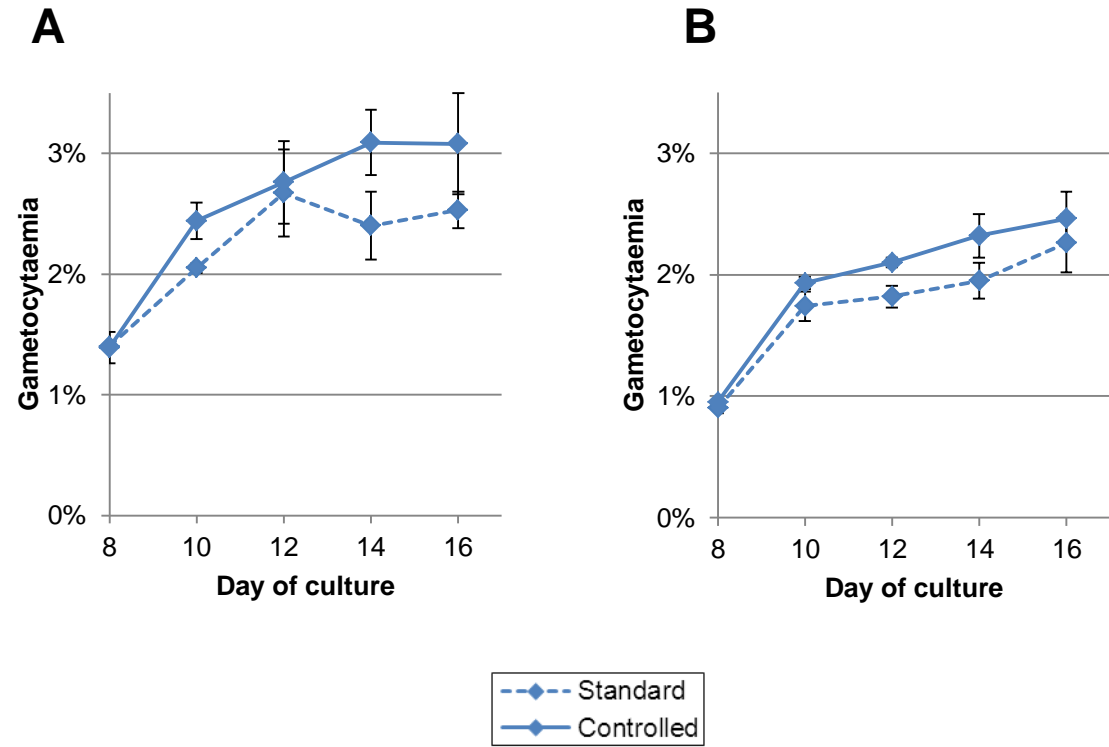 A
B
3%
2%
1%
0%
Gametocytaemia
8 10 12 14 16
Day of culture
3%
2%
1%
0%
Gametocytaemia
8 10 12 14 16
Day of culture
Standard
Controlled